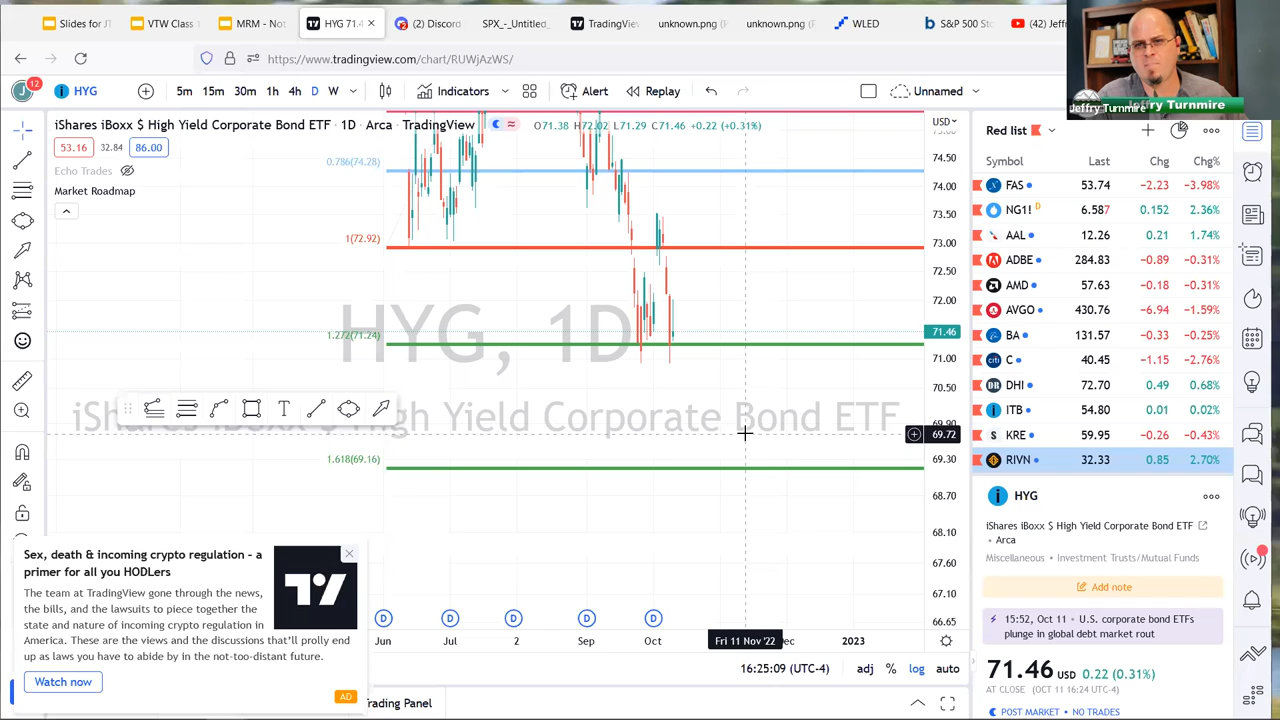 Slides for JT
VTW Class
MRM - Not
HYG 71.4
(2) Discord
SPX_-_Untitled_
TradingView
unknown.png (
unknown.png (
WLED
S&P 500 St
(42) Jeff
https://www.tradingview.com/chart/RUWjAzWS/
Jeffry Turnmire
Jeffry Turnmire
12
HYG
5m 15m 30m 1h 4h D W
Indicators
Alert
Replay
Unnamed
iShares iBoxx $ High Yield Corporate Bond ETF · 1D · Arca · TradingView
O71.38 H72.02 L71.29 C71.46 +0.22 (+0.31%)
53.16 32.84 86.00
Echo Trades
Market Roadmap
USD
74.50
74.00
73.50
73.00
72.50
72.00
71.46
71.00
70.50
69.72
69.30
68.70
68.10
67.60
67.10
66.65
0.786(74.28)
1(72.92)
1.272(71.24)
1.618(69.16)
HYG, 1D
iShares iBoxx $ High Yield Corporate Bond ETF
Red list
Symbol Last Chg Chg%
FAS 53.74 −2.23 −3.98%
NG1! D 6.587 0.152 2.36%
AAL 12.26 0.21 1.74%
ADBE 284.83 −0.89 −0.31%
AMD 57.63 −0.18 −0.31%
AVGO 430.76 −6.94 −1.59%
BA 131.57 −0.33 −0.25%
C 40.45 −1.15 −2.76%
DHI 72.70 0.49 0.68%
ITB 54.80 0.01 0.02%
KRE 59.95 −0.26 −0.43%
RIVN 32.33 0.85 2.70%
HYG
iShares iBoxx $ High Yield Corporate Bond ETF
• Arca
Miscellaneous • Investment Trusts/Mutual Funds
Add note
15:52, Oct 11 • U.S. corporate bond ETFs
plunge in global debt market rout
71.46 USD 0.22 (0.31%)
AT CLOSE (OCT 11 16:24 UTC-4)
POST MARKET • NO TRADES
Sex, death & incoming crypto regulation - a
primer for all you HODLers
The team at TradingView gone through the news,
the bills, and the lawsuits to piece together the
state and nature of incoming crypto regulation in
America. These are the views and the discussions that'll prolly end
up as laws you have to abide by in the not-too-distant future.
Watch now
AD
D D D D D
Jun Jul 2 Sep Oct Fri 11 Nov '22 ec 2023
16:25:09 (UTC-4) adj % log auto
rading Panel